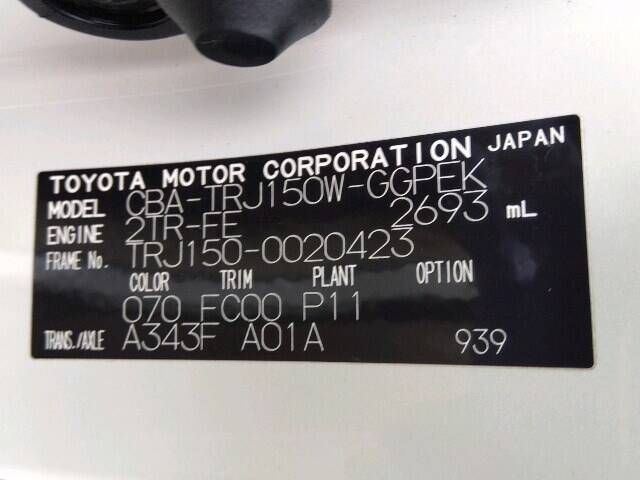 TOYOTA MOTOR CORPORATION JAPAN
MODEL CBA-TRJ150W-GGPEK
ENGINE 2TR-FE 2693 mL
FRAME No. TRJ150-0020423
COLOR TRIM PLANT OPTION
070 FC00 P11
TRANS./AXLE A343F A01A 939